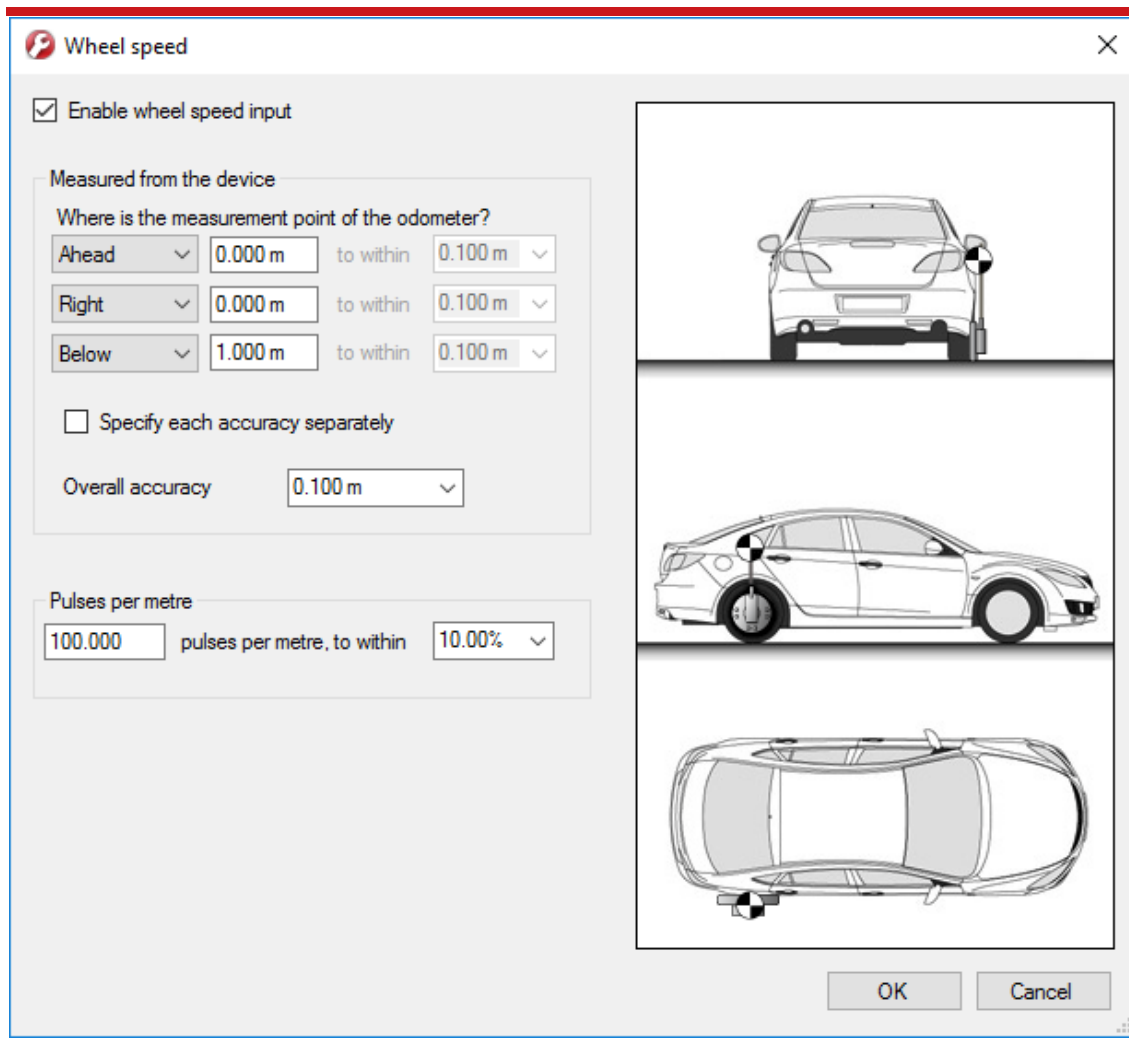 Wheel speed
Enable wheel speed input
Measured from the device
Where is the measurement point of the odometer?
Ahead 0.000 m to within 0.100 m
Right 0.000 m to within 0.100 m
Below 1.000 m to within 0.100 m
Specify each accuracy separately
Overall accuracy 0.100 m
Pulses per metre
100.000 pulses per metre, to within 10.00%
OK Cancel